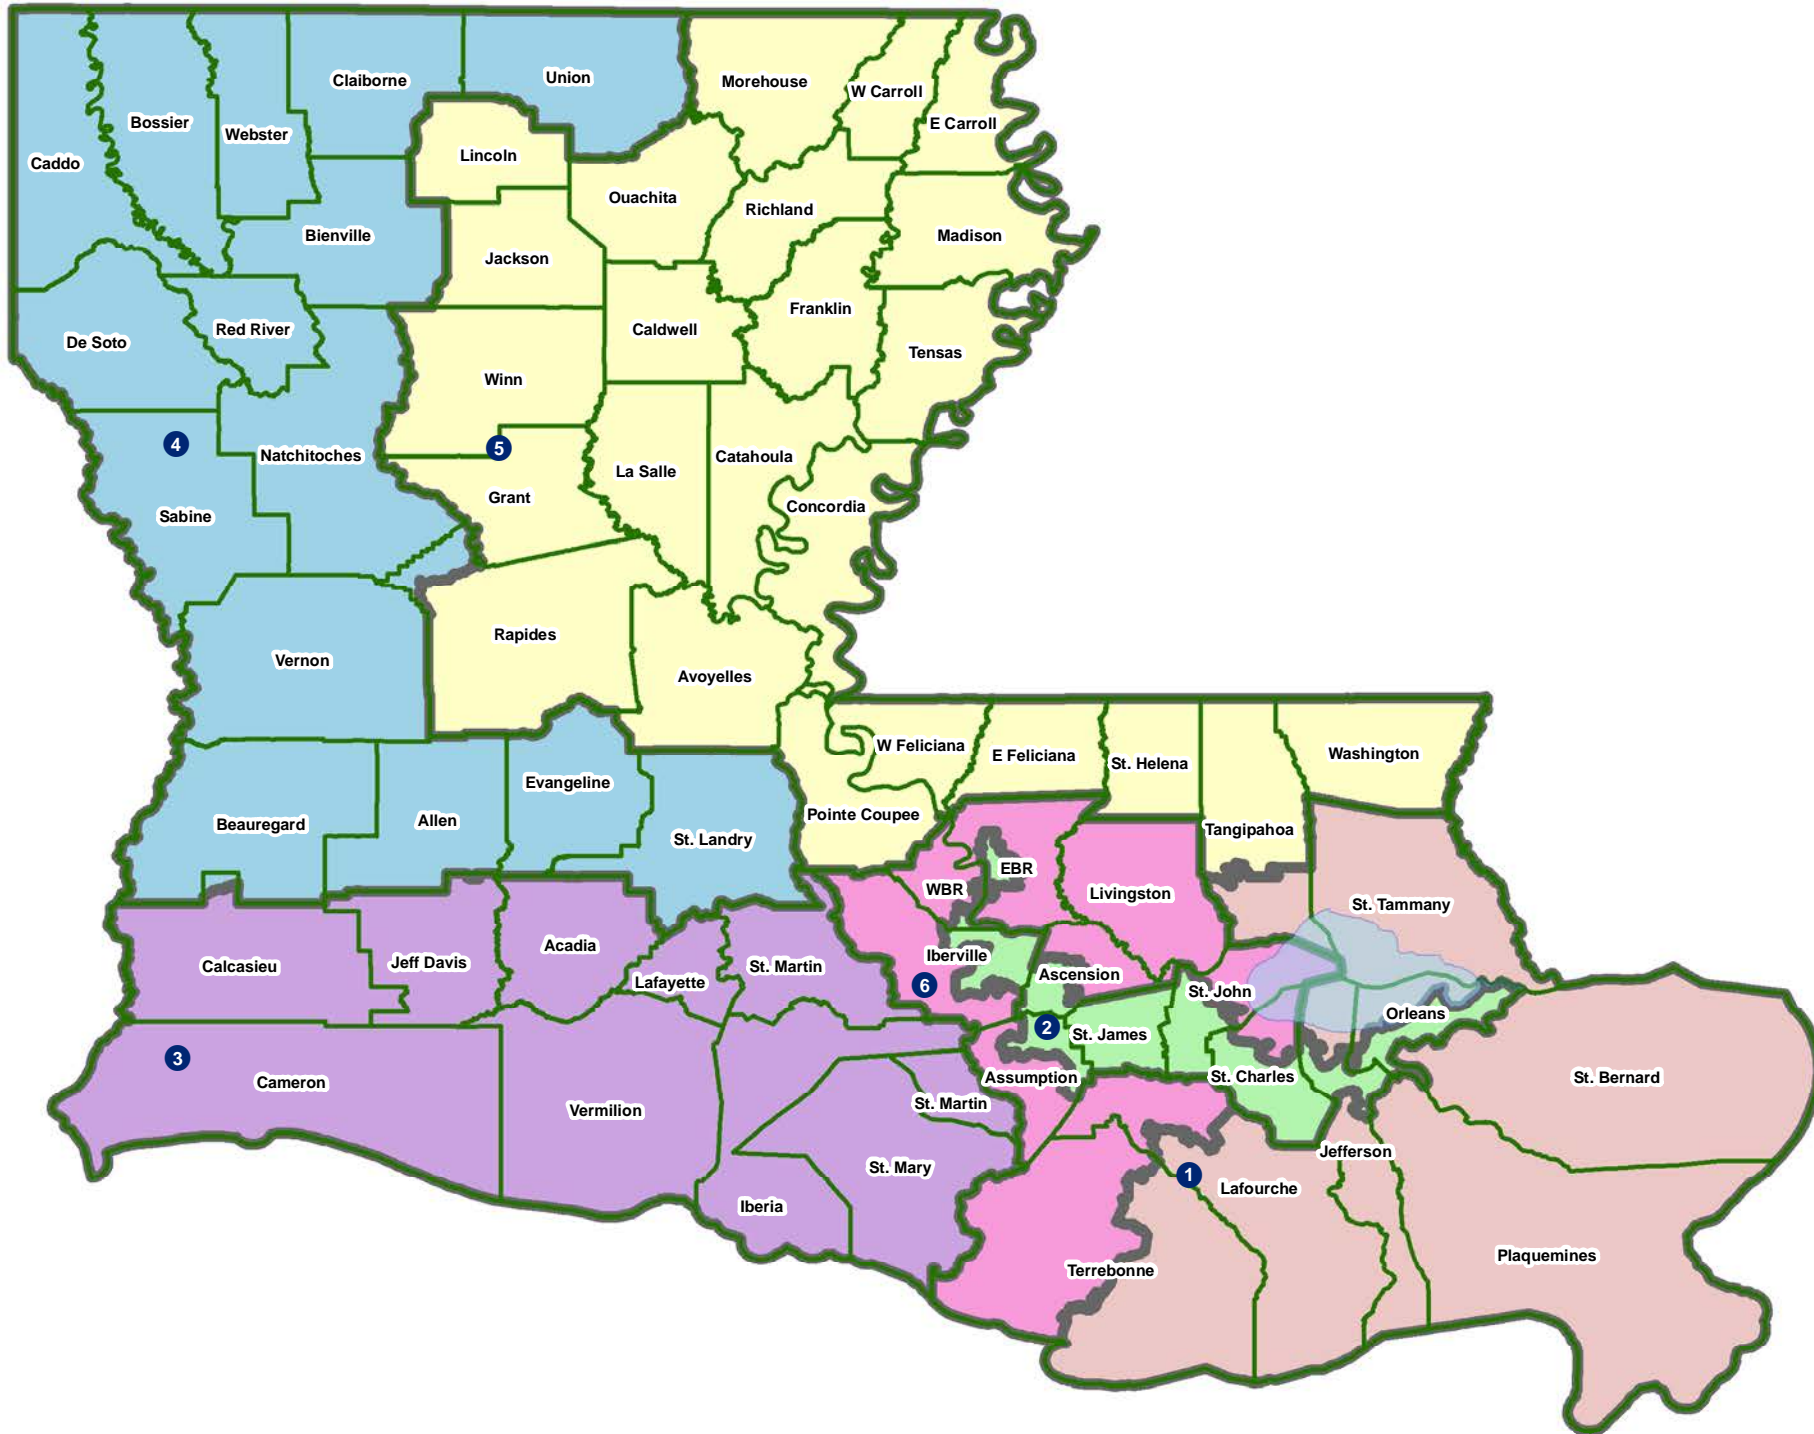 Claiborne
Union
Morehouse
W Carroll
E Carroll
Bossier
Webster
Caddo
Lincoln
Ouachita
Richland
Bienville
Madison
Jackson
Franklin
Red River
Caldwell
De Soto
Tensas
Winn
4
5
Natchitoches
La Salle
Catahoula
Grant
Concordia
Sabine
Rapides
Vernon
Avoyelles
W Feliciana
E Feliciana
St. Helena
Washington
Evangeline
Pointe Coupee
Beauregard
Allen
Tangipahoa
St. Landry
EBR
WBR
Livingston
St. Tammany
Acadia
Iberville
Calcasieu
Jeff Davis
St. Martin
Ascension
Lafayette
6
St. John
Orleans
2
St. James
3
Cameron
Assumption
St. Charles
St. Bernard
Vermilion
St. Martin
Jefferson
St. Mary
1
Lafourche
Iberia
Plaquemines
Terrebonne